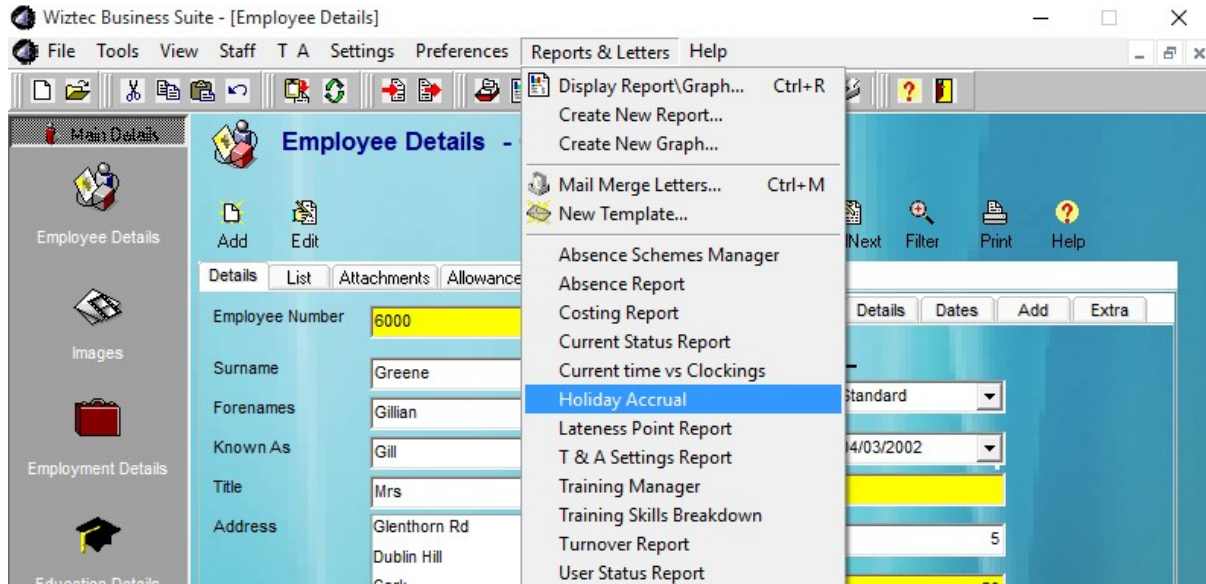 Wiztec Business Suite - [Employee Details]
File Tools View Staff T A Settings Preferences Reports & Letters Help
Display Report\Graph... Ctrl+R
Create New Report...
Create New Graph...
Mail Merge Letters... Ctrl+M
New Template...
Absence Schemes Manager
Absence Report
Costing Report
Current Status Report
Current time vs Clockings
Holiday Accrual
Lateness Point Report
T & A Settings Report
Training Manager
Training Skills Breakdown
Turnover Report
User Status Report
Main Details
Employee Details
Images
Employment Details
Education Details
Employee Details -
Add Edit
Next Filter Print Help
Details List Attachments Allowance
Details Dates Add Extra
Employee Number 6000
Surname Greene
Forenames Gillian
Known As Gill
Title Mrs
Address Glenthorn Rd
Dublin Hill
Cork
Standard
04/03/2002
5